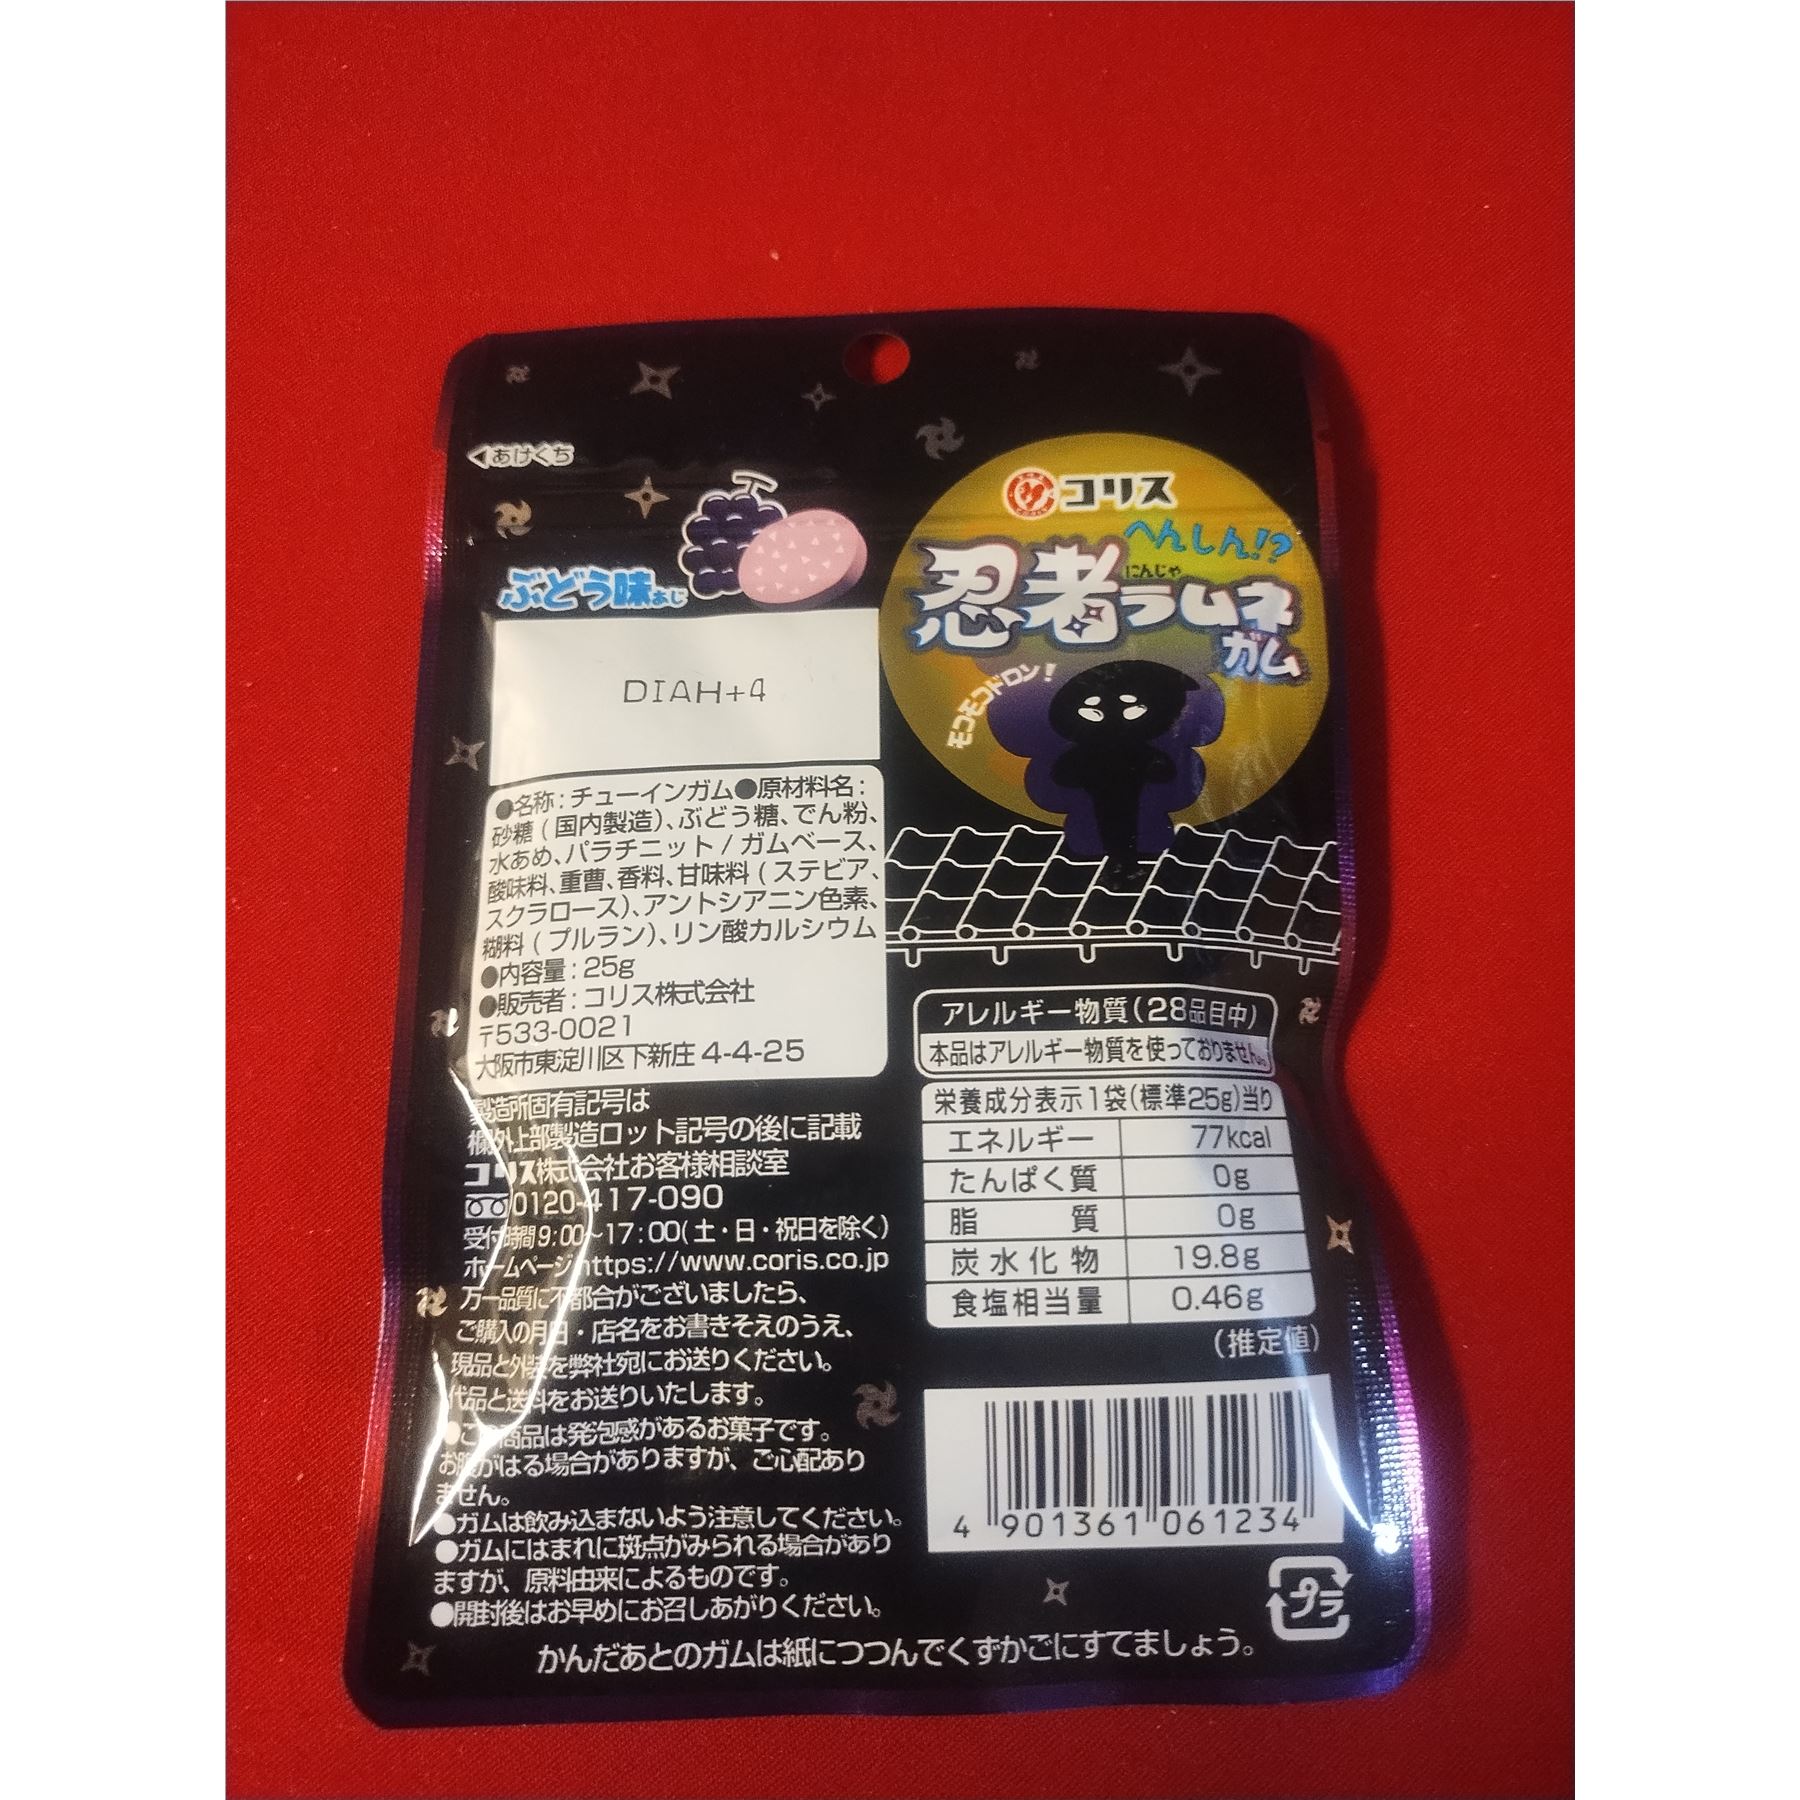 あけくち
ぶどう味 あじ
DIAH+4
コリス
へんしん!?
忍者ラムネ
にんじゃ
ガム
モコモコドロン!
●名称:チューインガム●原材料名:
砂糖(国内製造)、ぶどう糖、でん粉、
水あめ、パラチニット/ガムベース、
酸味料、重曹、香料、甘味料(ステビア、
スクラロース)、アントシアニン色素、
糊料(プルラン)、リン酸カルシウム
●内容量:25g
●販売者:コリス株式会社
〒533-0021
大阪市東淀川区下新庄4-4-25
製造所固有記号は
欄外上部製造ロット記号の後に記載
コリス株式会社お客様相談室
0120-417-090
受付時間9:00~17:00(土・日・祝日を除く)
ホームページhttps://www.coris.co.jp
万一品質に不都合がございましたら、
ご購入の月日・店名をお書きそえのうえ、
現品と外装を弊社宛にお送りください。
代品と送料をお送りいたします。
●この商品は発泡感があるお菓子です。
お腹がはる場合がありますが、ご心配あり
ません。
●ガムは飲み込まないよう注意してください。
●ガムにはまれに斑点がみられる場合があり
ますが、原料由来によるものです。
●開封後はお早めにお召しあがりください。
アレルギー物質(28品目中)
本品はアレルギー物質を使っておりません。
栄養成分表示1袋(標準25g)当り
エネルギー 77kcal
たんぱく質 0g
脂質 0g
炭水化物 19.8g
食塩相当量 0.46g
(推定値)
4 901361 061234
プラ
かんだあとのガムは紙につつんでくずかごにすてましょう。